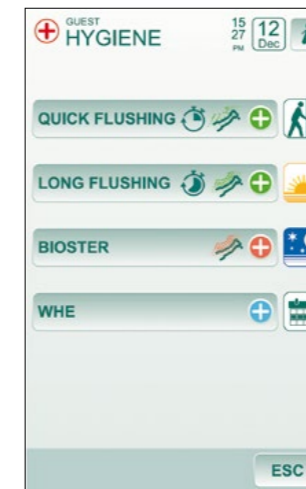 GUEST
HYGIENE
15
27
PM
12
Dec
QUICK FLUSHING
LONG FLUSHING
BIOSTER
WHE
ESC